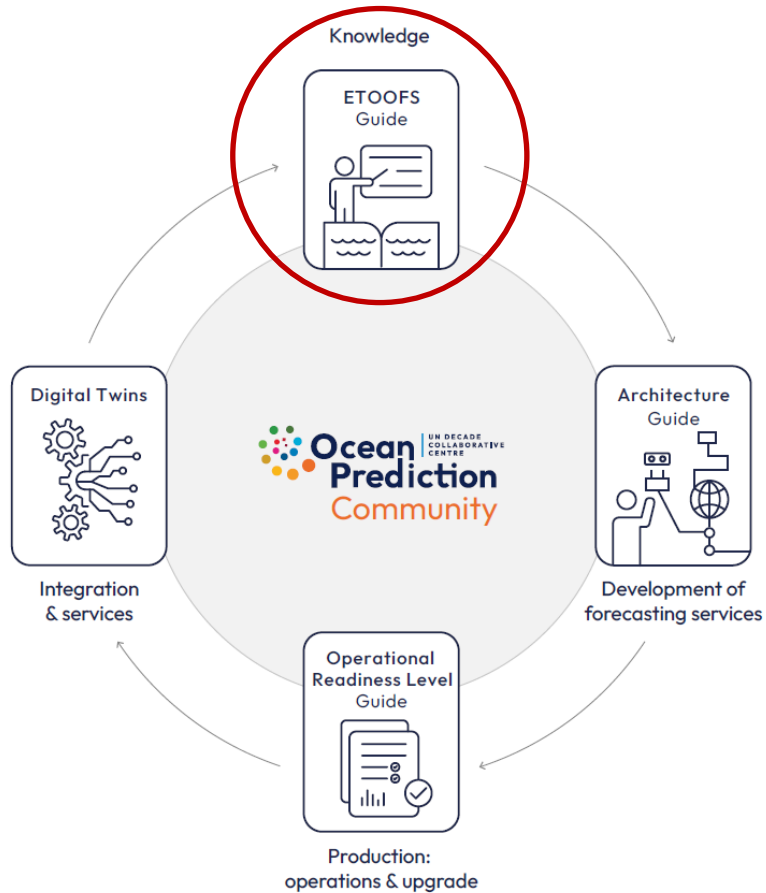 Knowledge
ETOOFS
Guide
Digital Twins
Integration
& services
Ocean
Prediction
Community
UN DECADE
COLLABORATIVE
CENTRE
Architecture
Guide
Development of
forecasting services
Operational
Readiness Level
Guide
Production:
operations & upgrade